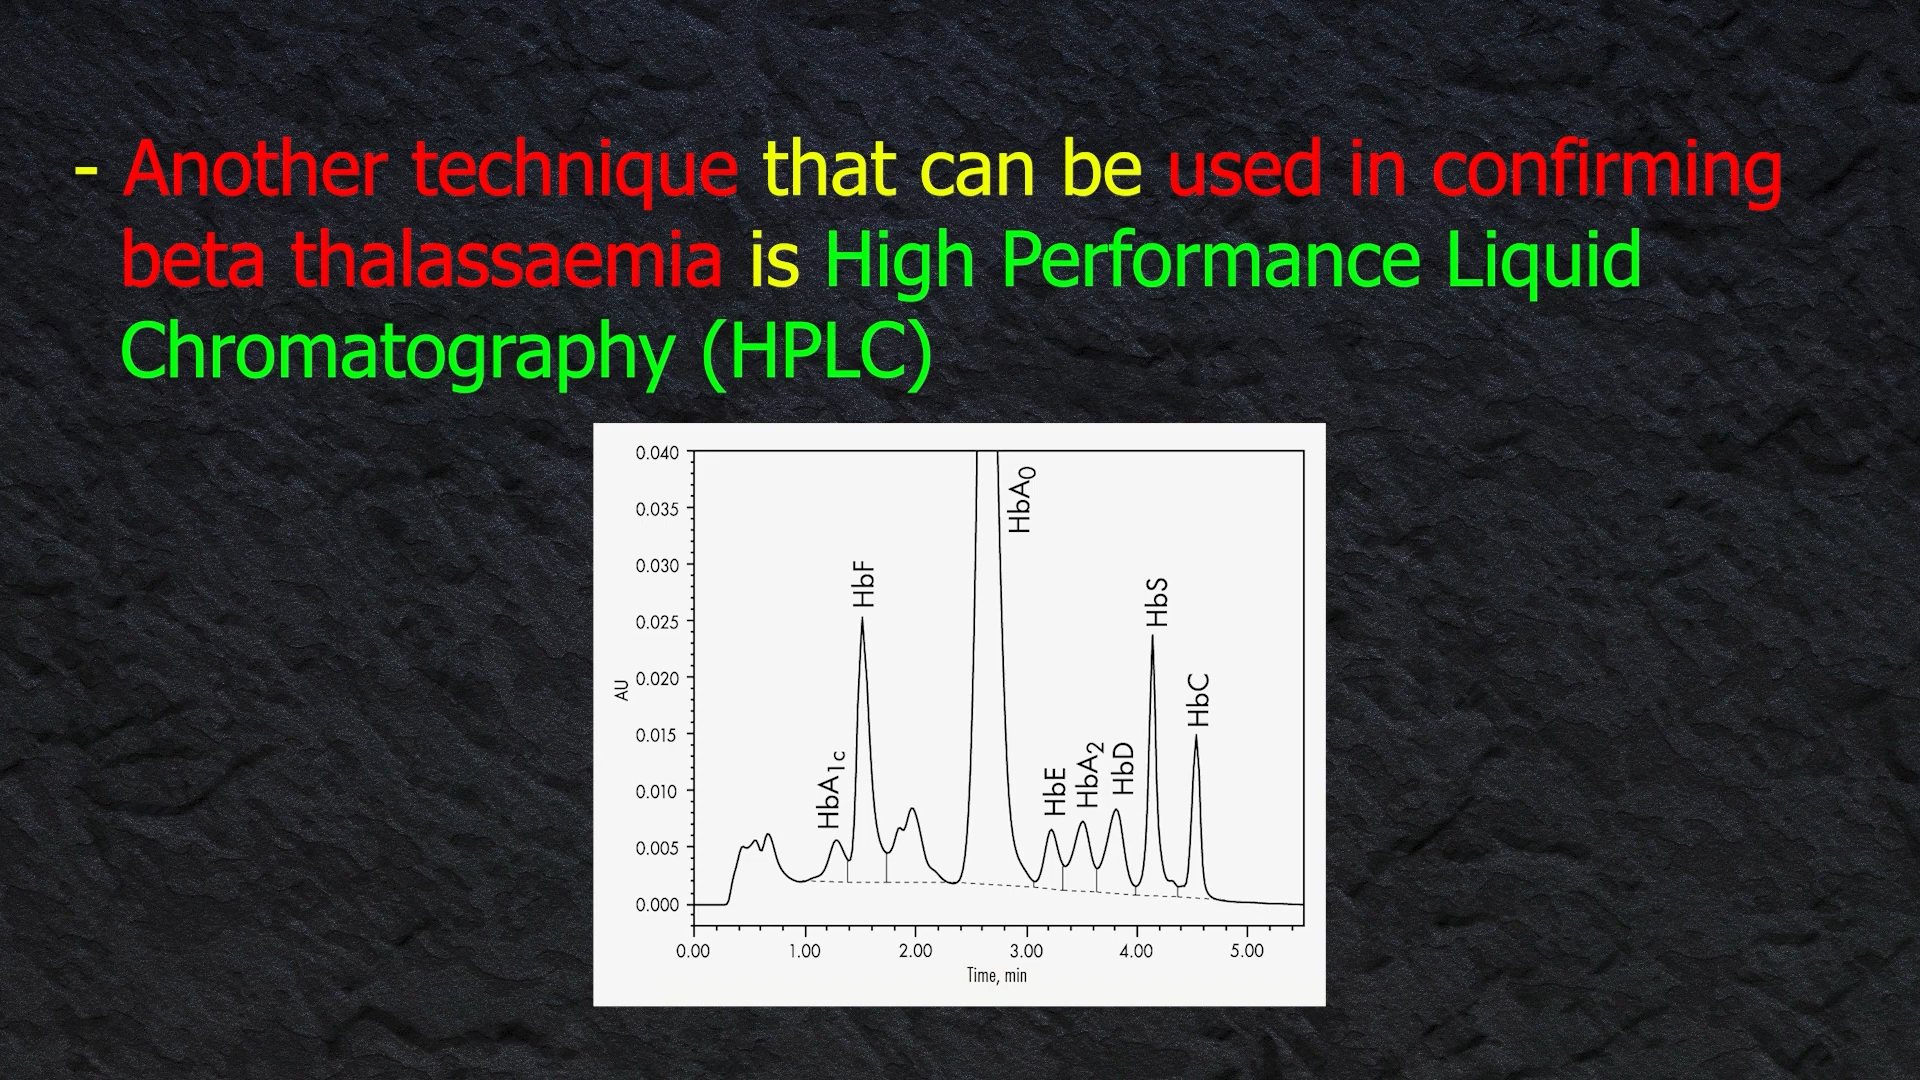 - Another technique that can be used in confirming
beta thalassaemia is High Performance Liquid
Chromatography (HPLC)
0.040
0.035
0.030
0.025
0.020
0.015
0.010
0.005
0.000
AU
HbA1c
HbF
HbA0
HbE
HbA2
HbD
HbS
HbC
0.00 1.00 2.00 3.00 4.00 5.00
Time, min